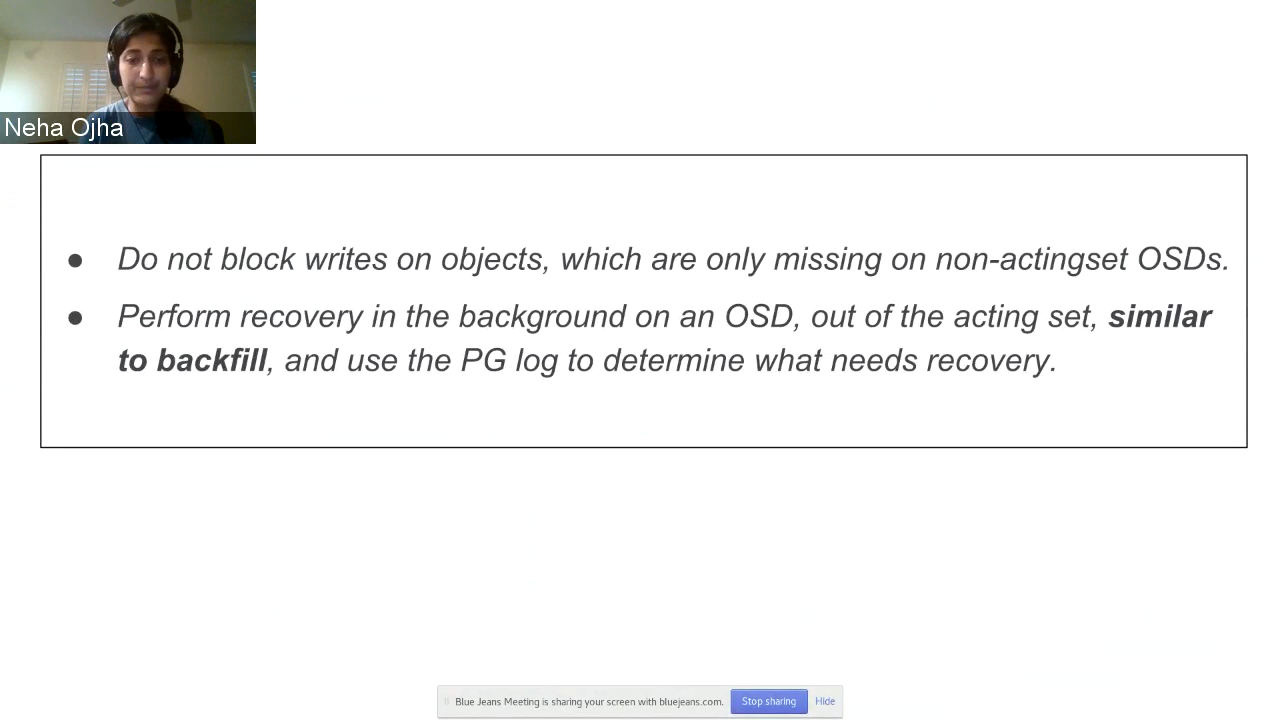 Neha Ojha
● Do not block writes on objects, which are only missing on non-actingset OSDs.
● Perform recovery in the background on an OSD, out of the acting set, similar
to backfill, and use the PG log to determine what needs recovery.
Blue Jeans Meeting is sharing your screen with bluejeans.com. Stop sharing Hide